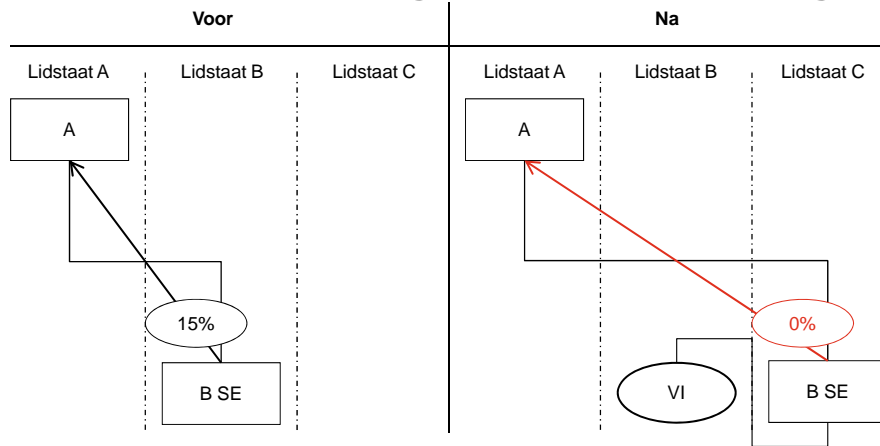 Voor
Na
Lidstaat A
Lidstaat B
Lidstaat C
Lidstaat A
Lidstaat B
Lidstaat C
A
A
15%
0%
B SE
VI
B SE